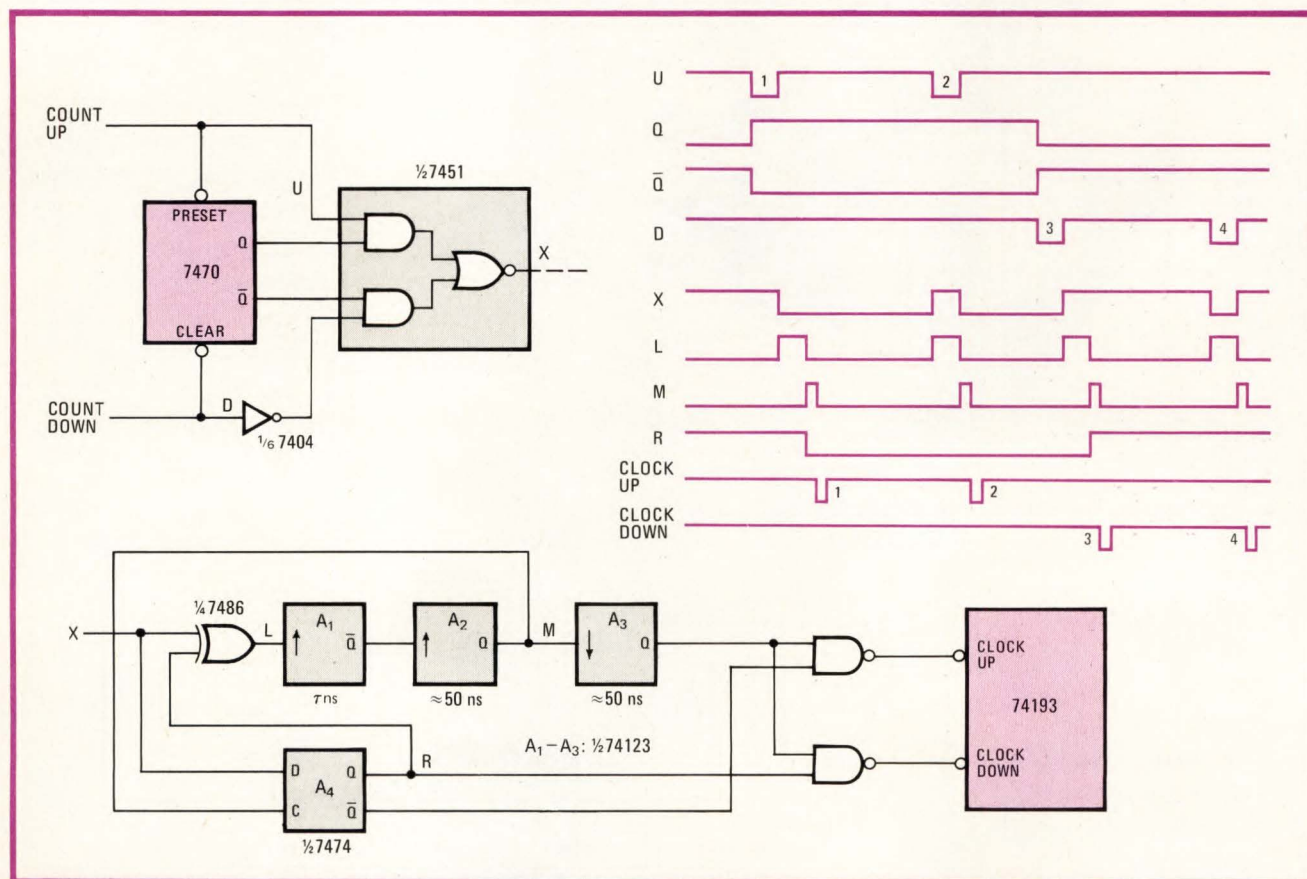 COUNT
UP
U
½7451
PRESET
Q
7470
X
Q̅
CLEAR
COUNT
DOWN
D
1/6 7404
U
1
2
Q
Q̅
D
3
4
X
L
M
R
CLOCK
UP
1
2
CLOCK
DOWN
3
4
¼7486
X
L
A₁
Q̅
τ ns
A₂
Q
≈50 ns
M
A₃
Q
≈50 ns
CLOCK
UP
74193
CLOCK
DOWN
A₁–A₃: ½74123
R
D
Q
A₄
C
Q̅
½7474